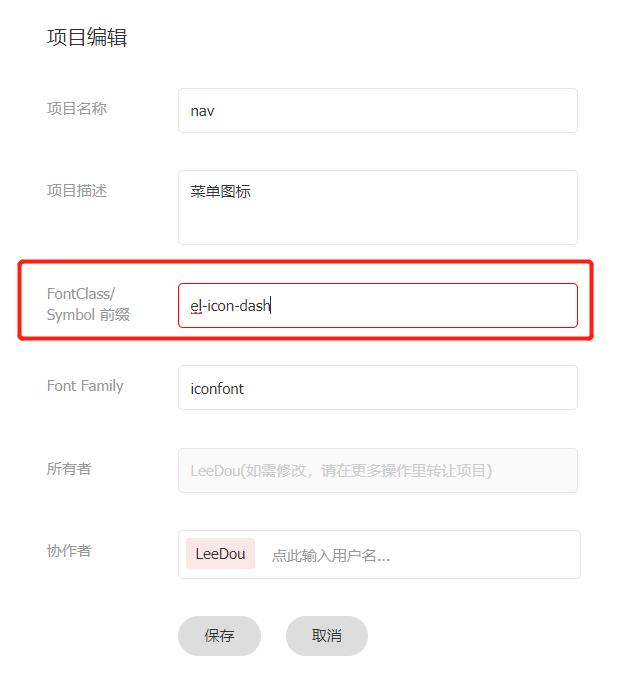 项目编辑
项目名称
nav
项目描述
菜单图标
FontClass/
Symbol 前缀
el-icon-dash
Font Family
iconfont
所有者
LeeDou(如需修改，请在更多操作里转让项目)
协作者
LeeDou 点此输入用户名...
保存 取消